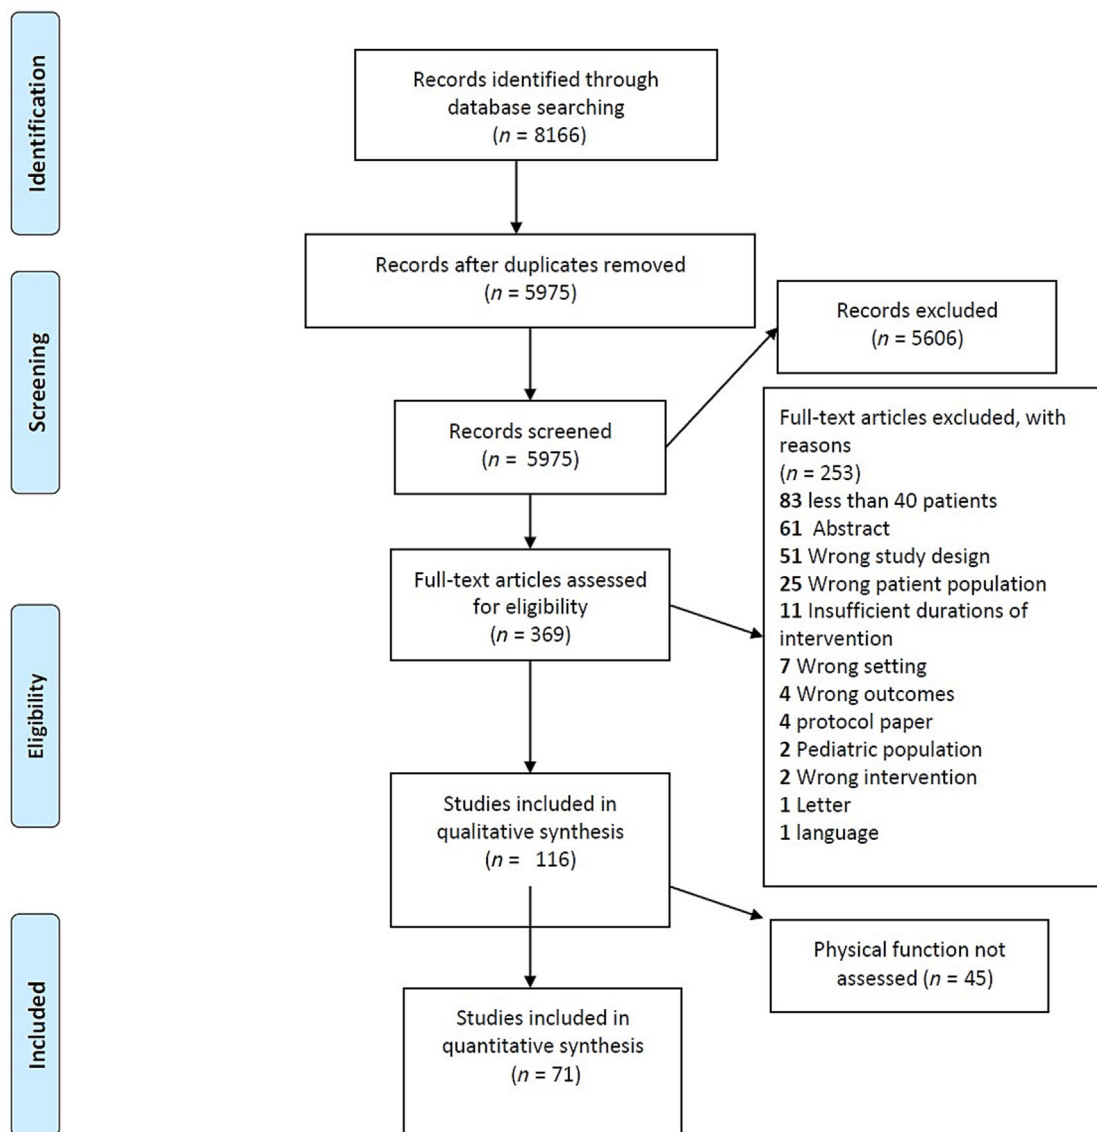 Identification
Records identified through
database searching
(n = 8166)
Records after duplicates removed
(n = 5975)
Screening
Records excluded
(n = 5606)
Records screened
(n = 5975)
Full-text articles excluded, with
reasons
(n = 253)
83 less than 40 patients
61 Abstract
51 Wrong study design
25 Wrong patient population
11 Insufficient durations of
intervention
7 Wrong setting
4 Wrong outcomes
4 protocol paper
2 Pediatric population
2 Wrong intervention
1 Letter
1 language
Full-text articles assessed
for eligibility
(n = 369)
Eligibility
Studies included in
qualitative synthesis
(n = 116)
Physical function not
assessed (n = 45)
Included
Studies included in
quantitative synthesis
(n = 71)